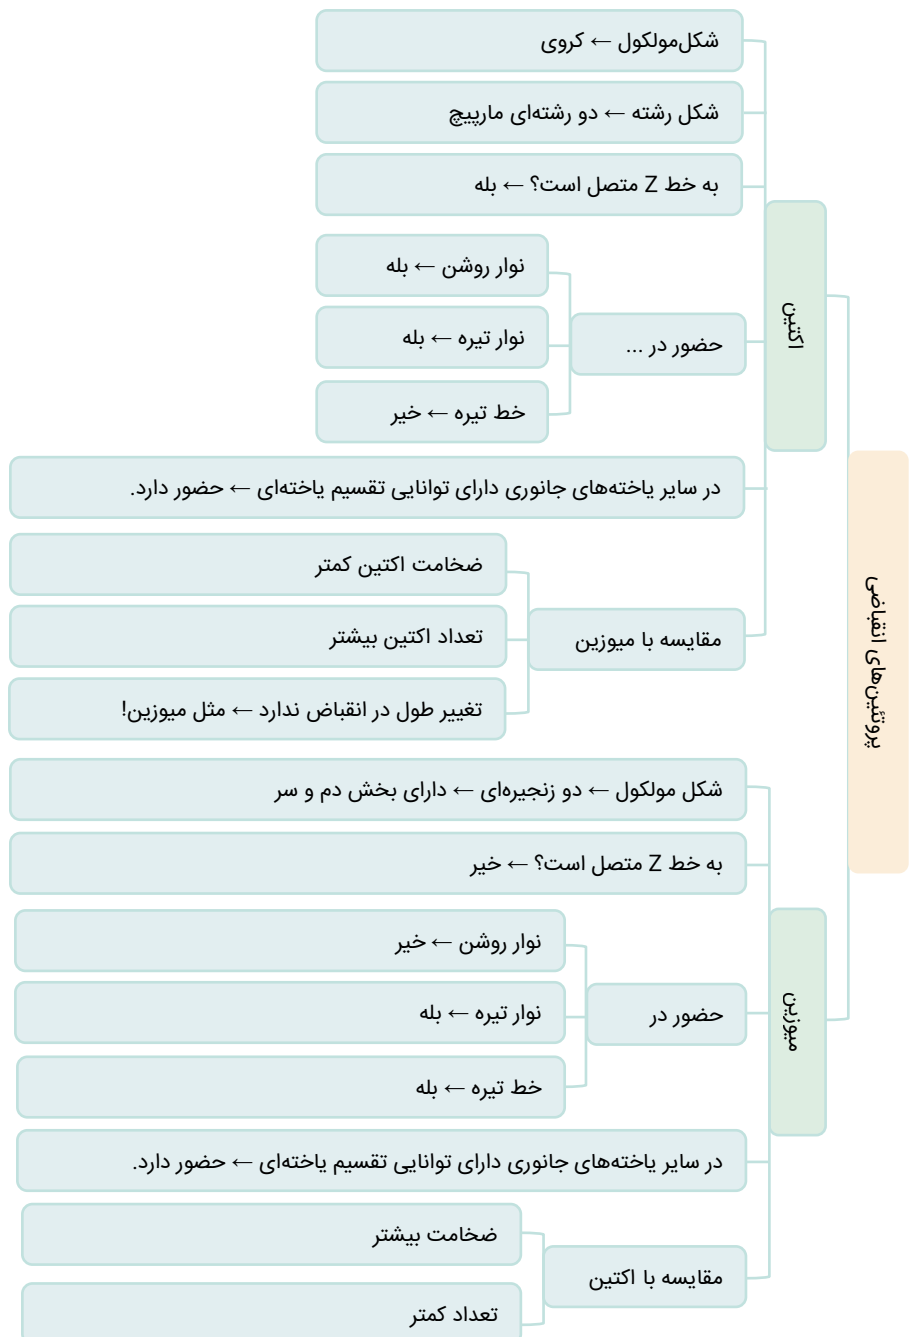 پروتئین‌های انقباضی
اکتین
شکل‌مولکول ← کروی
شکل رشته ← دو رشته‌ای مارپیچ
به خط Z متصل است؟ ← بله
حضور در ...
نوار روشن ← بله
نوار تیره ← بله
خط تیره ← خیر
در سایر یاخته‌های جانوری دارای توانایی تقسیم یاخته‌ای ← حضور دارد.
مقایسه با میوزین
ضخامت اکتین کمتر
تعداد اکتین بیشتر
تغییر طول در انقباض ندارد ← مثل میوزین!
میوزین
شکل مولکول ← دو زنجیره‌ای ← دارای بخش دم و سر
به خط Z متصل است؟ ← خیر
حضور در
نوار روشن ← خیر
نوار تیره ← بله
خط تیره ← بله
در سایر یاخته‌های جانوری دارای توانایی تقسیم یاخته‌ای ← حضور دارد.
مقایسه با اکتین
ضخامت بیشتر
تعداد کمتر